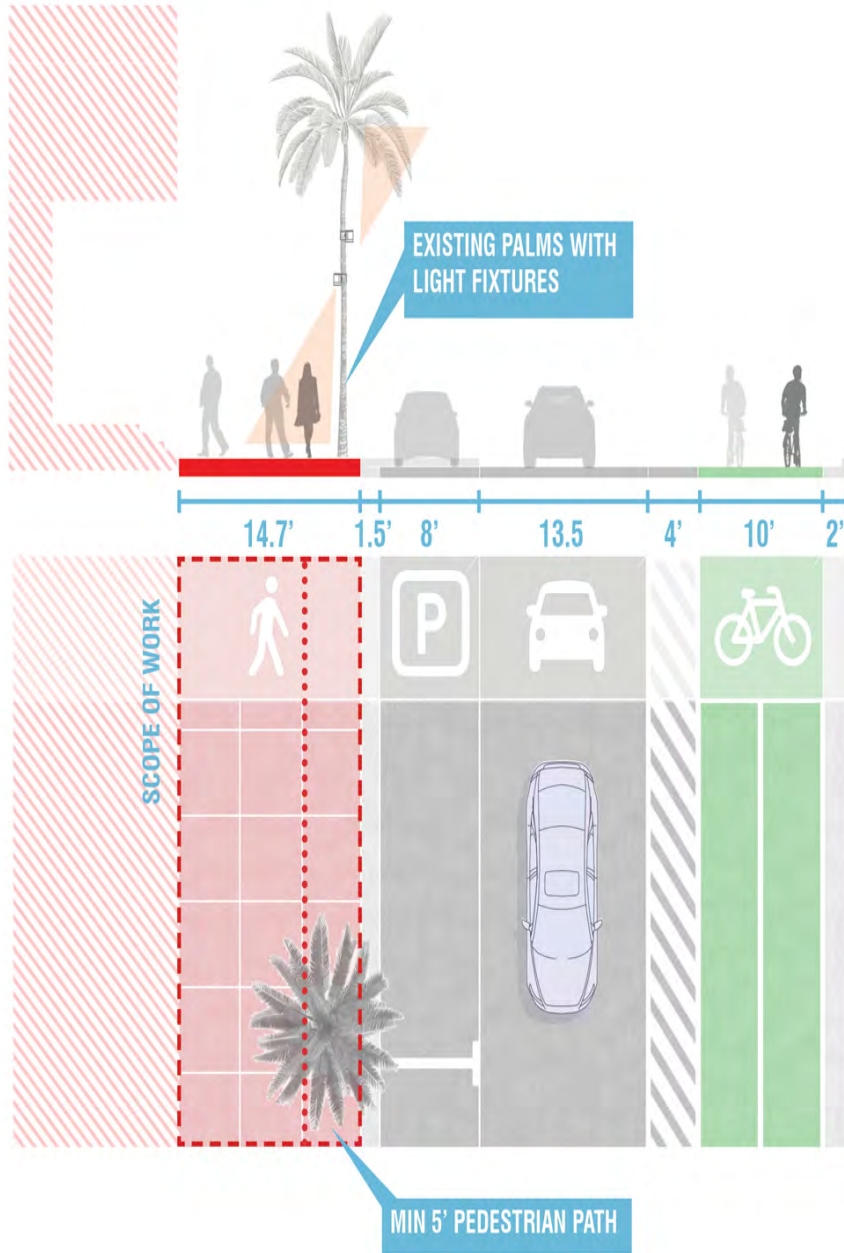 EXISTING PALMS WITH
LIGHT FIXTURES
14.7’ 1.5’ 8’ 13.5 4’ 10’ 2’
P
SCOPE OF WORK
MIN 5’ PEDESTRIAN PATH